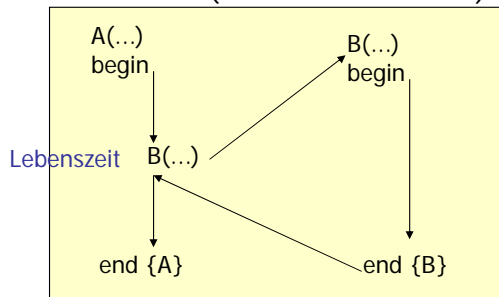 A(...)
begin
B(...)
begin
Lebenszeit B(...)
end {A}
end {B}